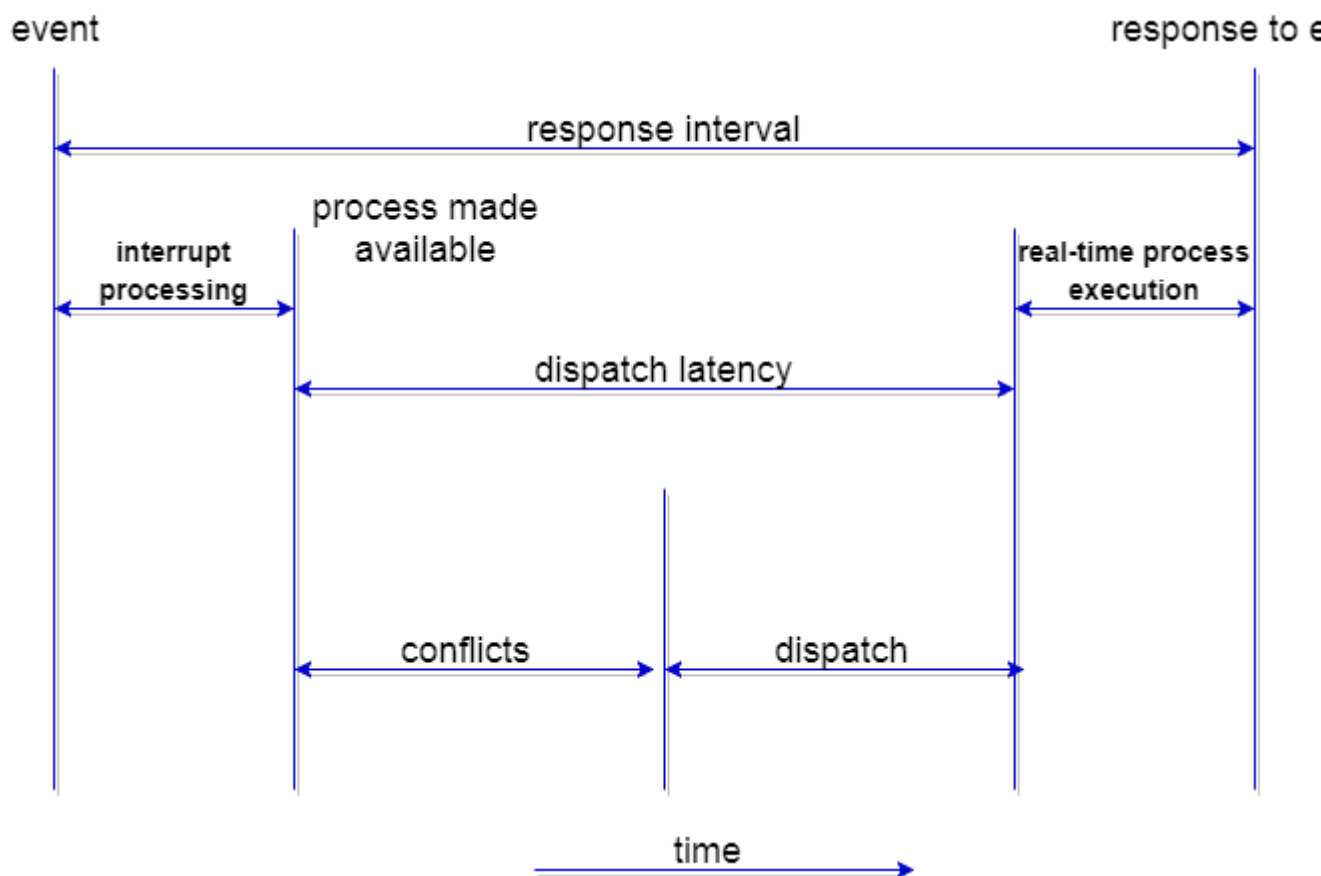 event
response to e
response interval
process made
available
interrupt
processing
real-time process
execution
dispatch latency
conflicts
dispatch
time